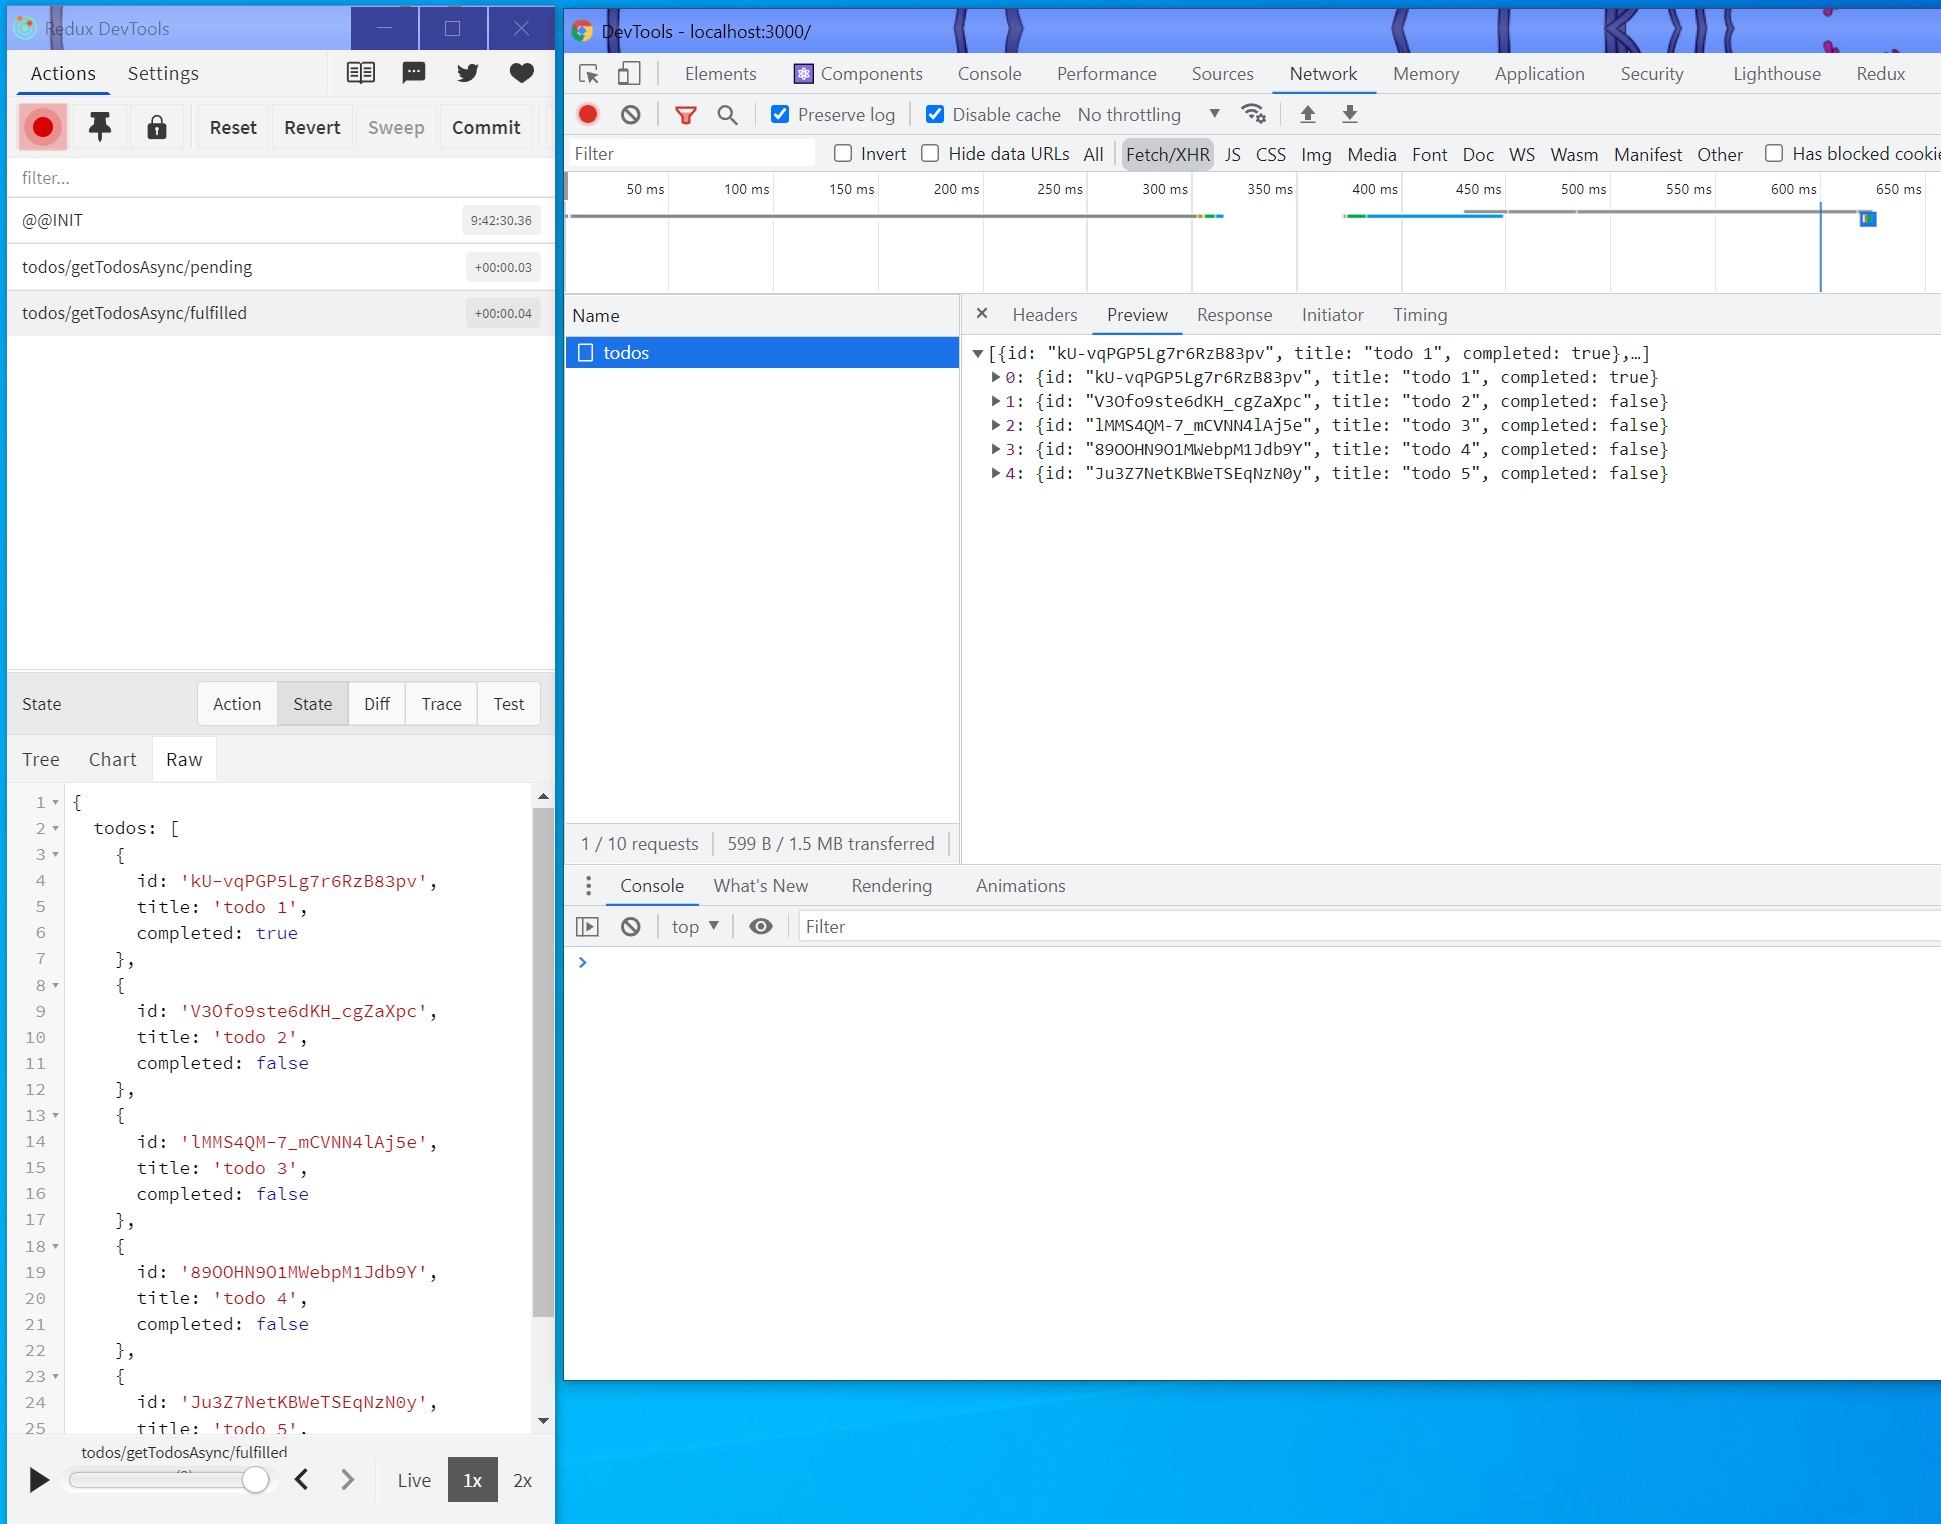 Redux DevTools
Actions Settings
Reset Revert Sweep Commit
filter...
@@INIT 9:42:30.36
todos/getTodosAsync/pending +00:00.03
todos/getTodosAsync/fulfilled +00:00.04
State Action State Diff Trace Test
Tree Chart Raw
1 {
2 todos: [
3 {
4 id: 'kU-vqPGP5Lg7r6RzB83pv',
5 title: 'todo 1',
6 completed: true
7 },
8 {
9 id: 'V3Ofo9ste6dKH_cgZaXpc',
10 title: 'todo 2',
11 completed: false
12 },
13 {
14 id: 'lMMS4QM-7_mCVNN4lAj5e',
15 title: 'todo 3',
16 completed: false
17 },
18 {
19 id: '89OOHN9O1MWebpM1Jdb9Y',
20 title: 'todo 4',
21 completed: false
22 },
23 {
24 id: 'Ju3Z7NetKBWeTSEqNzN0y',
25 title: 'todo 5',
todos/getTodosAsync/fulfilled
Live 1x 2x
DevTools - localhost:3000/
Elements Components Console Performance Sources Network Memory Application Security Lighthouse Redux
Preserve log Disable cache No throttling
Filter Invert Hide data URLs All Fetch/XHR JS CSS Img Media Font Doc WS Wasm Manifest Other Has blocked cookie
50 ms 100 ms 150 ms 200 ms 250 ms 300 ms 350 ms 400 ms 450 ms 500 ms 550 ms 600 ms 650 ms
Name
todos
1 / 10 requests 599 B / 1.5 MB transferred
Headers Preview Response Initiator Timing
[{id: "kU-vqPGP5Lg7r6RzB83pv", title: "todo 1", completed: true},…]
0: {id: "kU-vqPGP5Lg7r6RzB83pv", title: "todo 1", completed: true}
1: {id: "V3Ofo9ste6dKH_cgZaXpc", title: "todo 2", completed: false}
2: {id: "lMMS4QM-7_mCVNN4lAj5e", title: "todo 3", completed: false}
3: {id: "89OOHN9O1MWebpM1Jdb9Y", title: "todo 4", completed: false}
4: {id: "Ju3Z7NetKBWeTSEqNzN0y", title: "todo 5", completed: false}
Console What's New Rendering Animations
top Filter